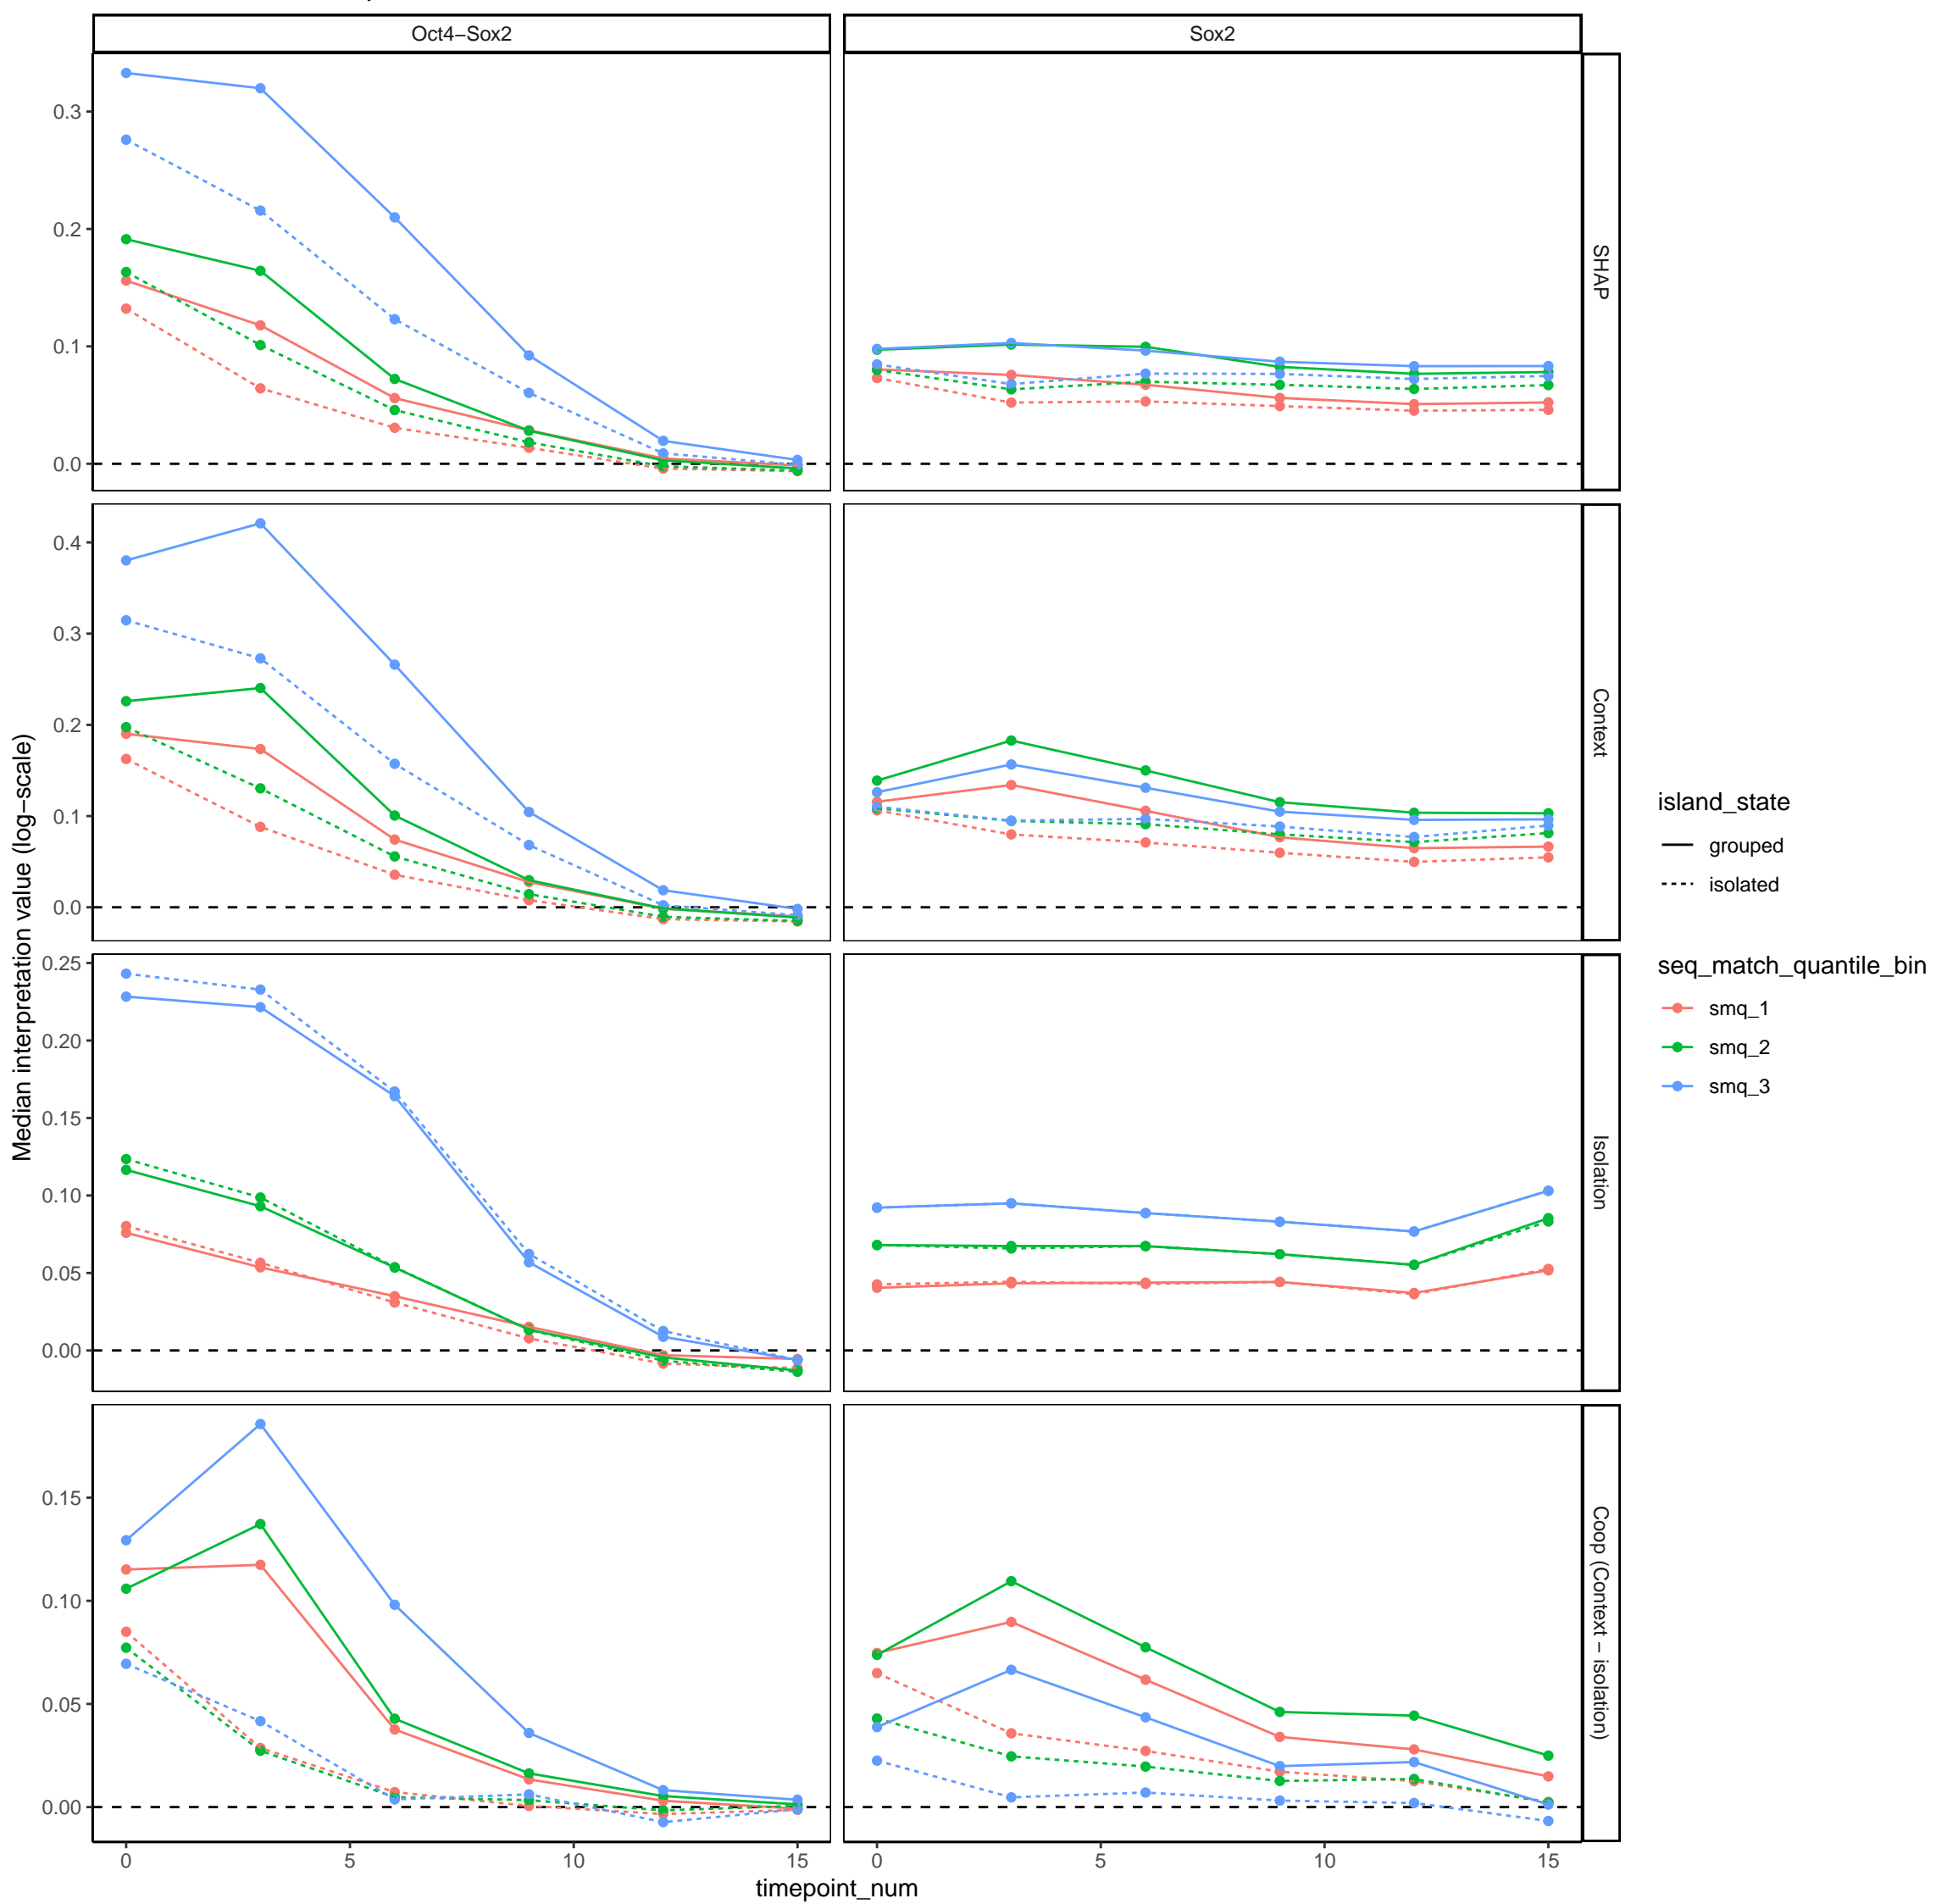 Oct4−Sox2
Sox2
0.3
0.2
0.1
0.0
SHAP
0.4
0.3
0.2
0.1
0.0
Context
0.25
0.20
0.15
0.10
0.05
0.00
Isolation
0.15
0.10
0.05
0.00
Coop (Context − isolation)
0
5
10
15
0
5
10
15
timepoint_num
Median interpretation value (log−scale)
island_state
grouped
isolated
seq_match_quantile_bin
smq_1
smq_2
smq_3